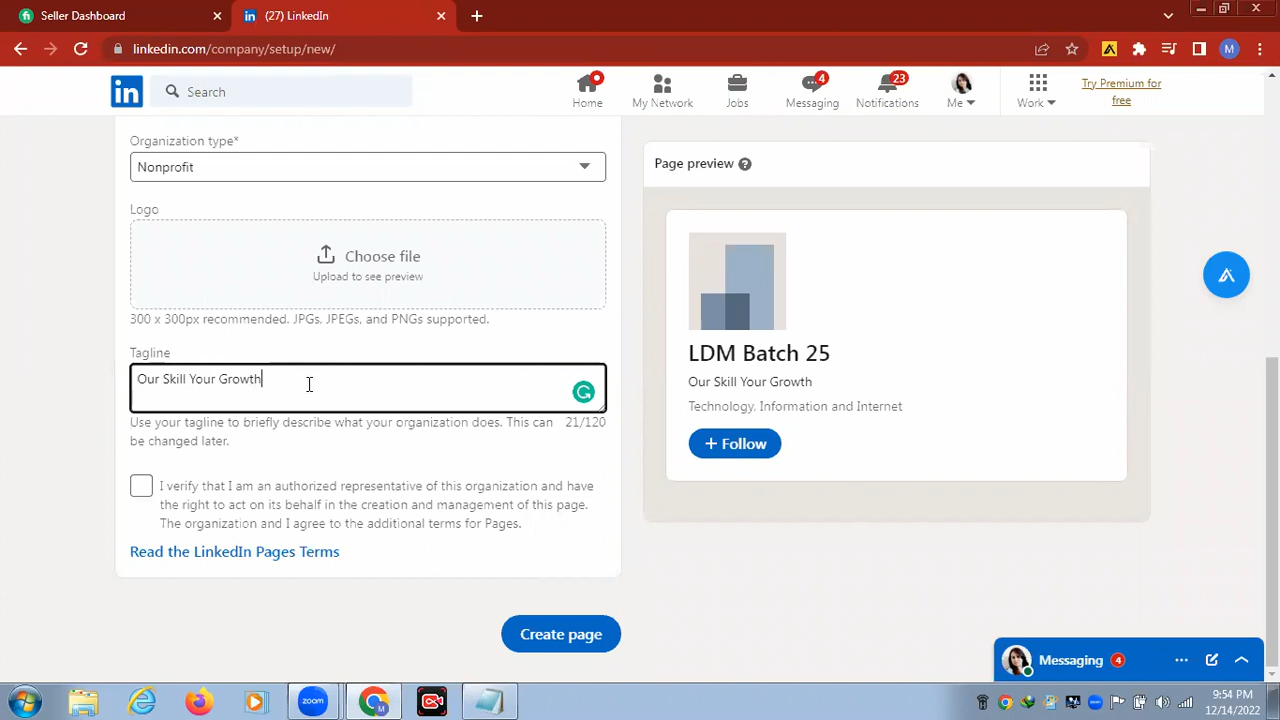 Seller Dashboard
(27) LinkedIn
linkedin.com/company/setup/new/
M
in
Search
Home
My Network
4
Jobs
Messaging
23
Notifications
Me
Work
Try Premium for
free
Organization type*
Nonprofit
Logo
Choose file
Upload to see preview
300 x 300px recommended. JPGs, JPEGs, and PNGs supported.
Tagline
Our Skill Your Growth
Use your tagline to briefly describe what your organization does. This can
be changed later.
21/120
I verify that I am an authorized representative of this organization and have
the right to act on its behalf in the creation and management of this page.
The organization and I agree to the additional terms for Pages.
Read the LinkedIn Pages Terms
Create page
Page preview
LDM Batch 25
Our Skill Your Growth
Technology, Information and Internet
+ Follow
Messaging 4
zoom
M
9:54 PM
12/14/2022